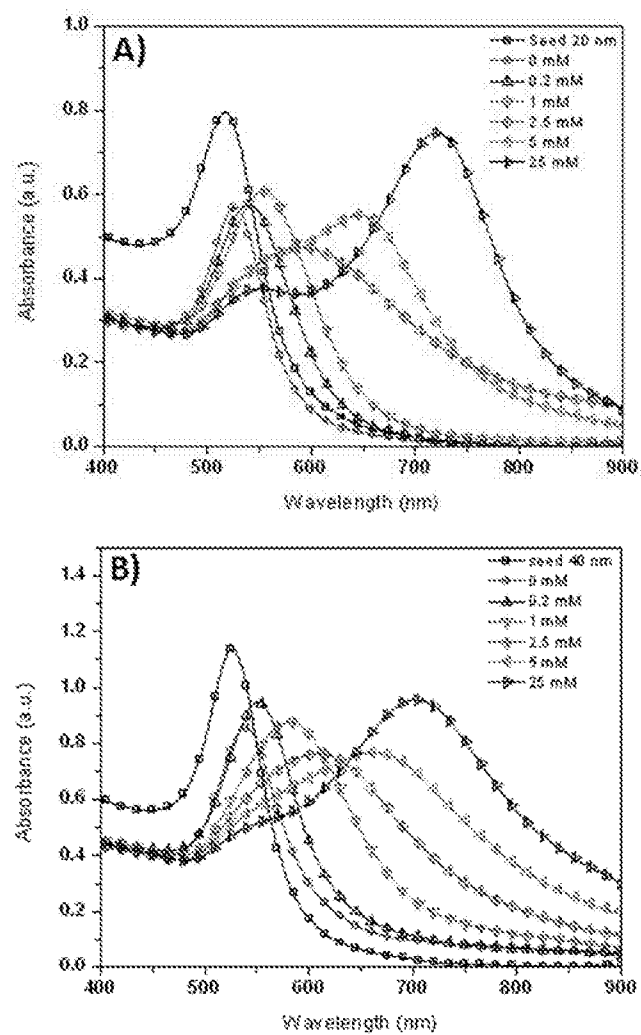 A)
Seed 20 nm
0 mM
0.2 mM
1 mM
2.5 mM
5 mM
25 mM
1.0
0.8
0.6
0.4
0.2
0.0
Absorbance (a.u.)
400 500 600 700 800 900
Wavelength (nm)
B)
seed 40 nm
0 mM
0.2 mM
1 mM
2.5 mM
5 mM
25 mM
1.4
1.2
1.0
0.8
0.6
0.4
0.2
0.0
Absorbance (a.u.)
400 500 600 700 800 900
Wavelength (nm)